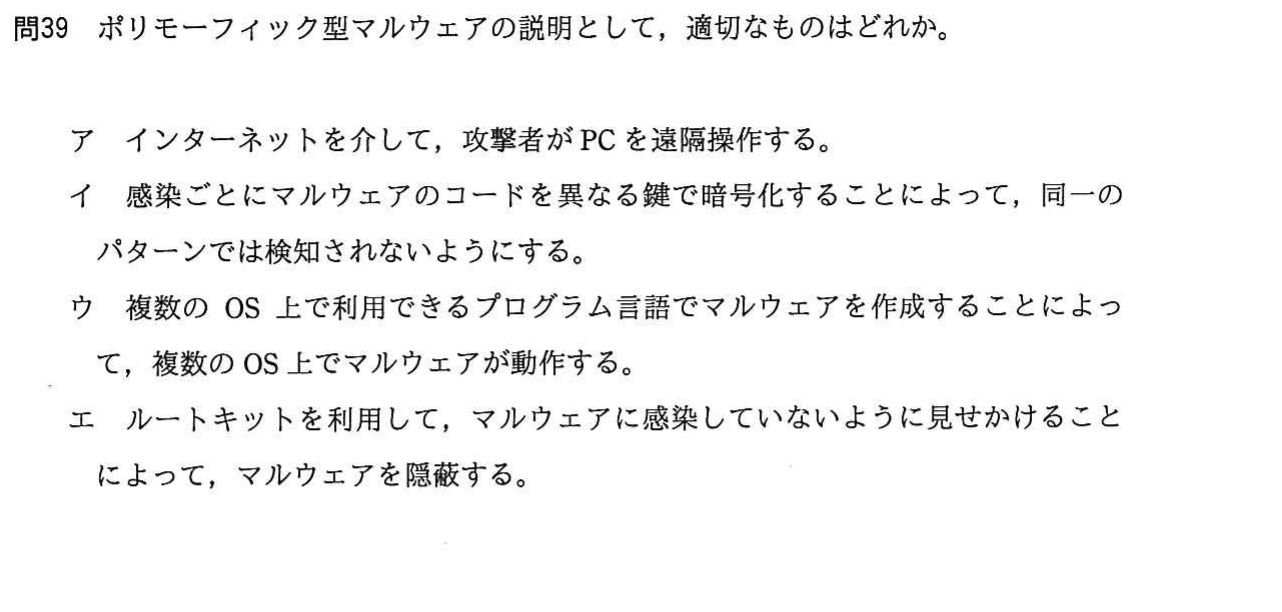 問39 ポリモーフィック型マルウェアの説明として，適切なものはどれか。
ア インターネットを介して，攻撃者が PC を遠隔操作する。
イ 感染ごとにマルウェアのコードを異なる鍵で暗号化することによって，同一の
パターンでは検知されないようにする。
ウ 複数の OS 上で利用できるプログラム言語でマルウェアを作成することによっ
て，複数の OS 上でマルウェアが動作する。
エ ルートキットを利用して，マルウェアに感染していないように見せかけること
によって，マルウェアを隠蔽する。